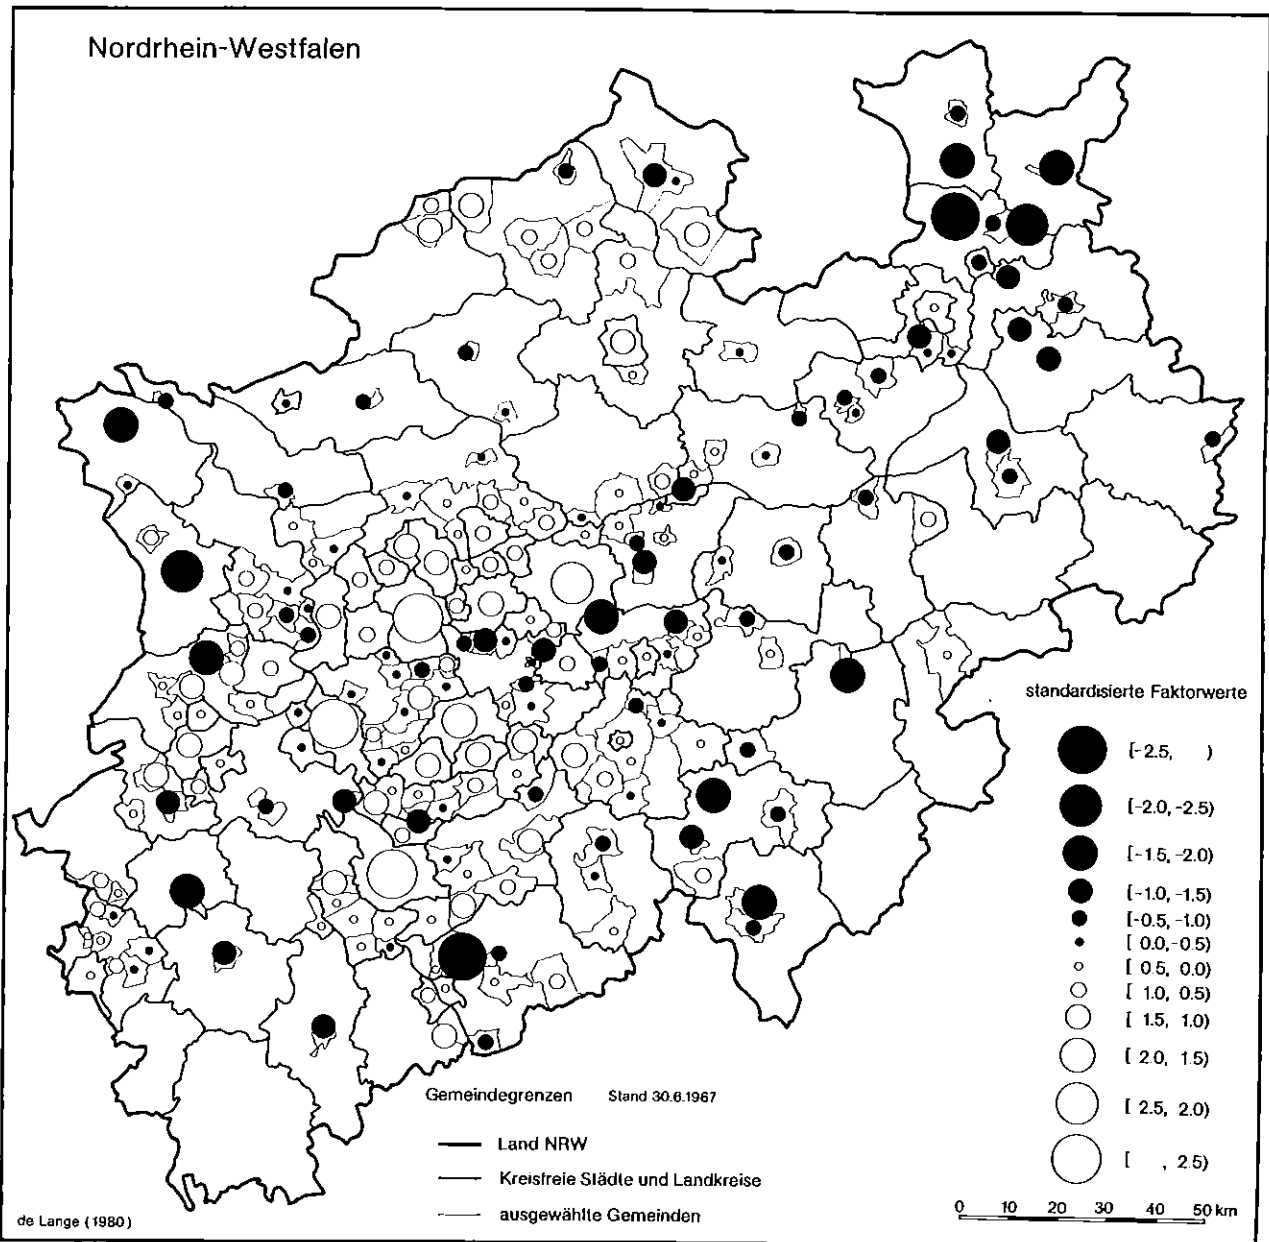 Nordrhein-Westfalen
standardisierte Faktorwerte
[-2.5, )
[-2.0,-2.5)
[-1.5,-2.0)
[-1.0,-1.5)
[-0.5,-1.0)
[ 0.0,-0.5)
[ 0.5, 0.0)
[ 1.0, 0.5)
[ 1.5, 1.0)
[ 2.0, 1.5)
[ 2.5, 2.0)
[ , 2.5)
Gemeindegrenzen Stand 30.6.1967
Land NRW
Kreisfreie Städte und Landkreise
ausgewählte Gemeinden
0 10 20 30 40 50 km
de Lange (1980)